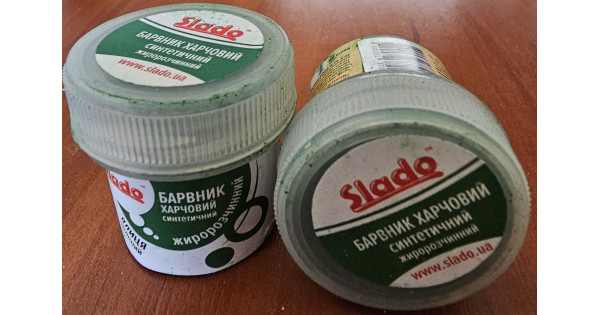 Slado
БАРВНИК ХАРЧОВИЙ
СИНТЕТИЧНИЙ
ЖИРОРОЗЧИННИЙ
www.slado.ua
Slado
БАРВНИК
ХАРЧОВИЙ
СИНТЕТИЧНИЙ
ЖИРОРОЗЧИННИЙ
Slado
БАРВНИК ХАРЧОВИЙ
СИНТЕТИЧНИЙ
ЖИРОРОЗЧИННИЙ
www.slado.ua